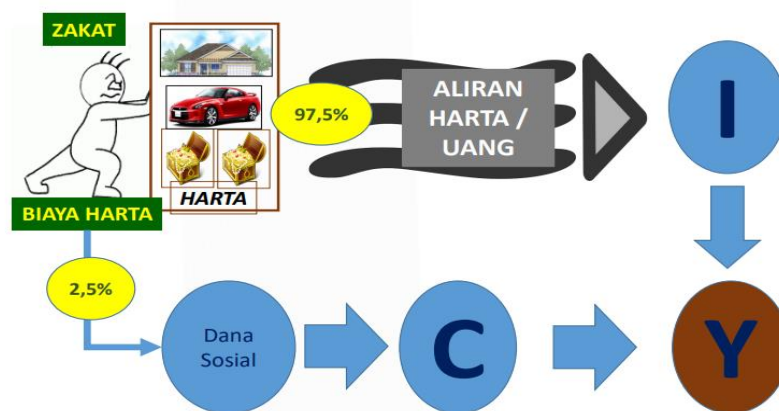 ZAKAT
HARTA
BIAYA HARTA
97,5%
ALIRAN
HARTA /
UANG
I
2,5%
Dana
Sosial
C
Y